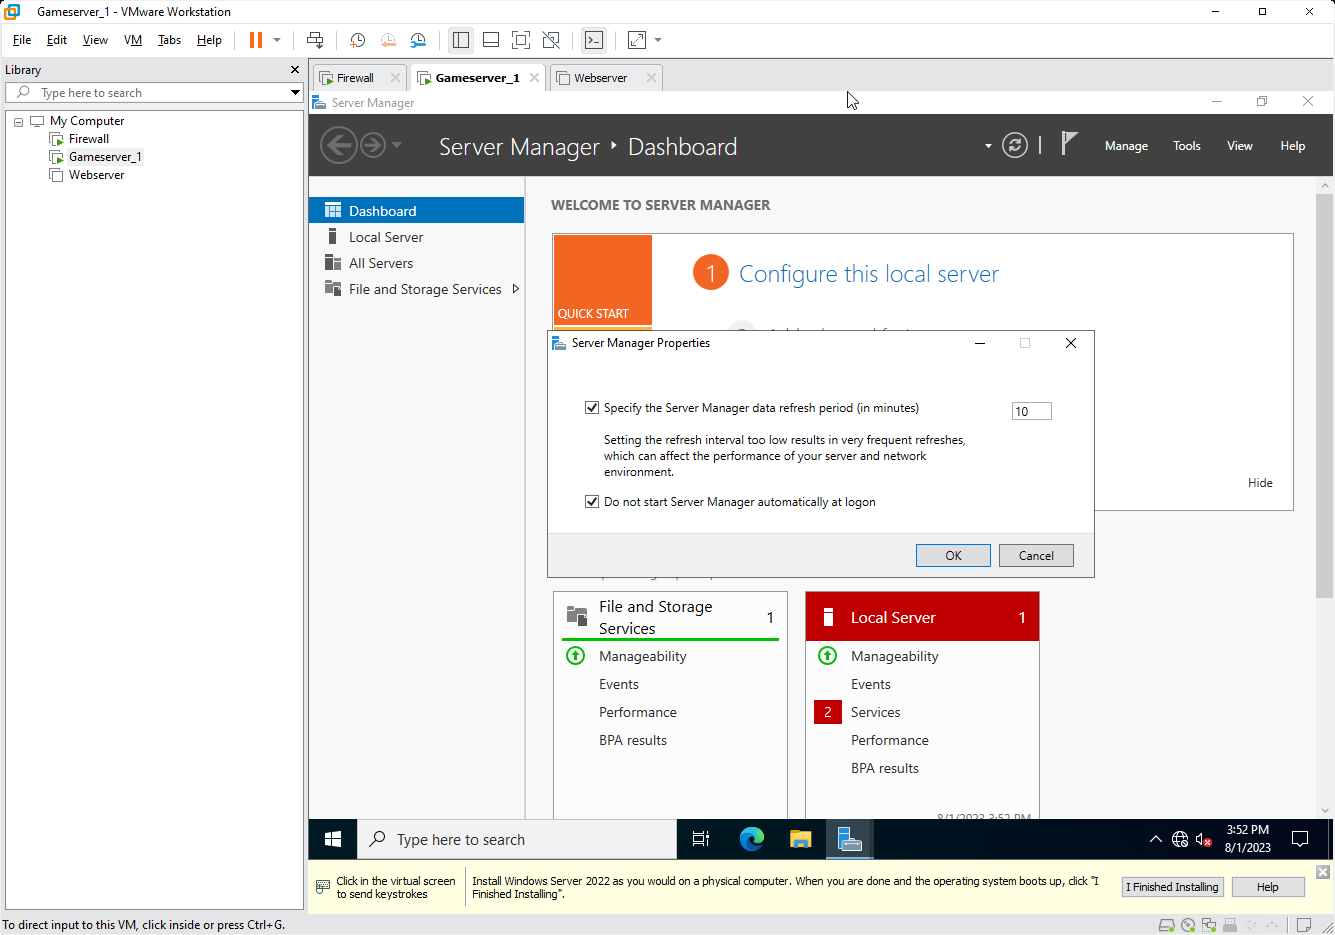 Gameserver_1 - VMware Workstation
File Edit View VM Tabs Help
Library
Type here to search
My Computer
Firewall
Gameserver_1
Webserver
Firewall
Gameserver_1
Webserver
Server Manager
Server Manager Dashboard
Manage Tools View Help
Dashboard
Local Server
All Servers
File and Storage Services
WELCOME TO SERVER MANAGER
QUICK START
1 Configure this local server
Server Manager Properties
Specify the Server Manager data refresh period (in minutes) 10
Setting the refresh interval too low results in very frequent refreshes,
which can affect the performance of your server and network
environment.
Do not start Server Manager automatically at logon
OK Cancel
Hide
File and Storage
Services
1
Manageability
Events
Performance
BPA results
Local Server 1
Manageability
Events
2 Services
Performance
BPA results
8/1/2023 3:52 PM
Type here to search
3:52 PM
8/1/2023
Click in the virtual screen
to send keystrokes
Install Windows Server 2022 as you would on a physical computer. When you are done and the operating system boots up, click "I
Finished Installing".
I Finished Installing Help
To direct input to this VM, click inside or press Ctrl+G.